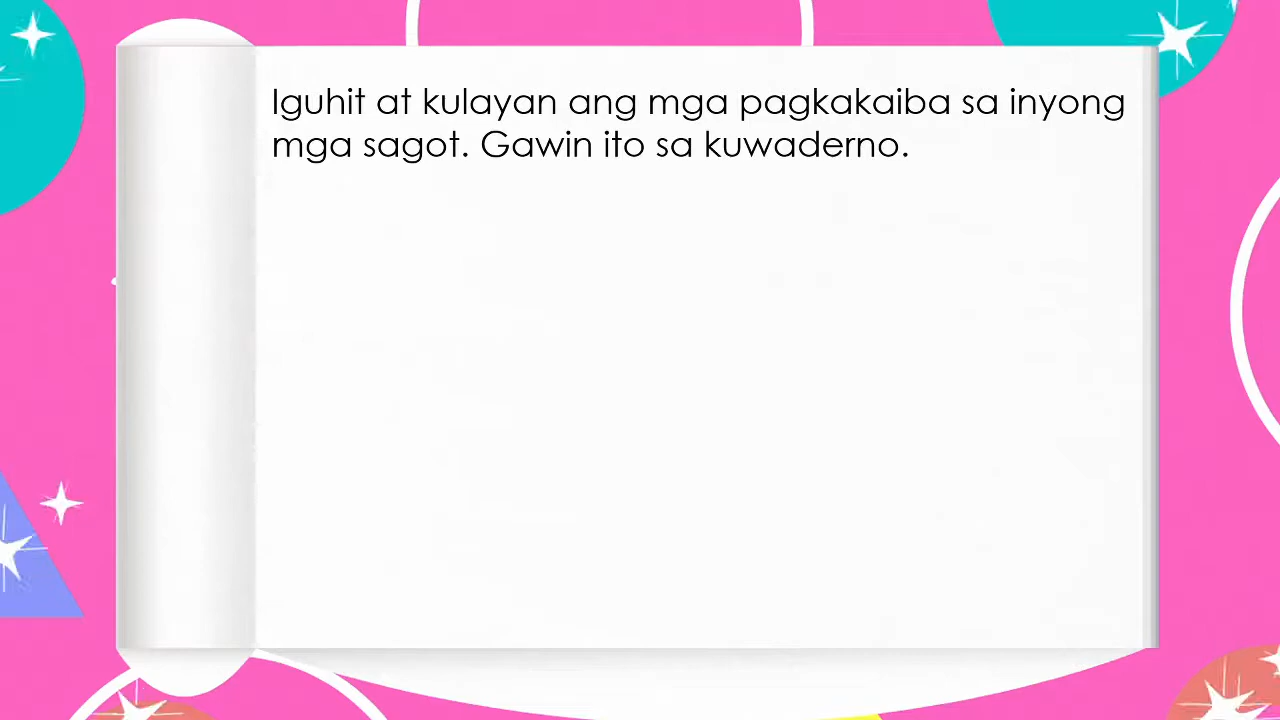 Iguhit at kulayan ang mga pagkakaiba sa inyong
mga sagot. Gawin ito sa kuwaderno.